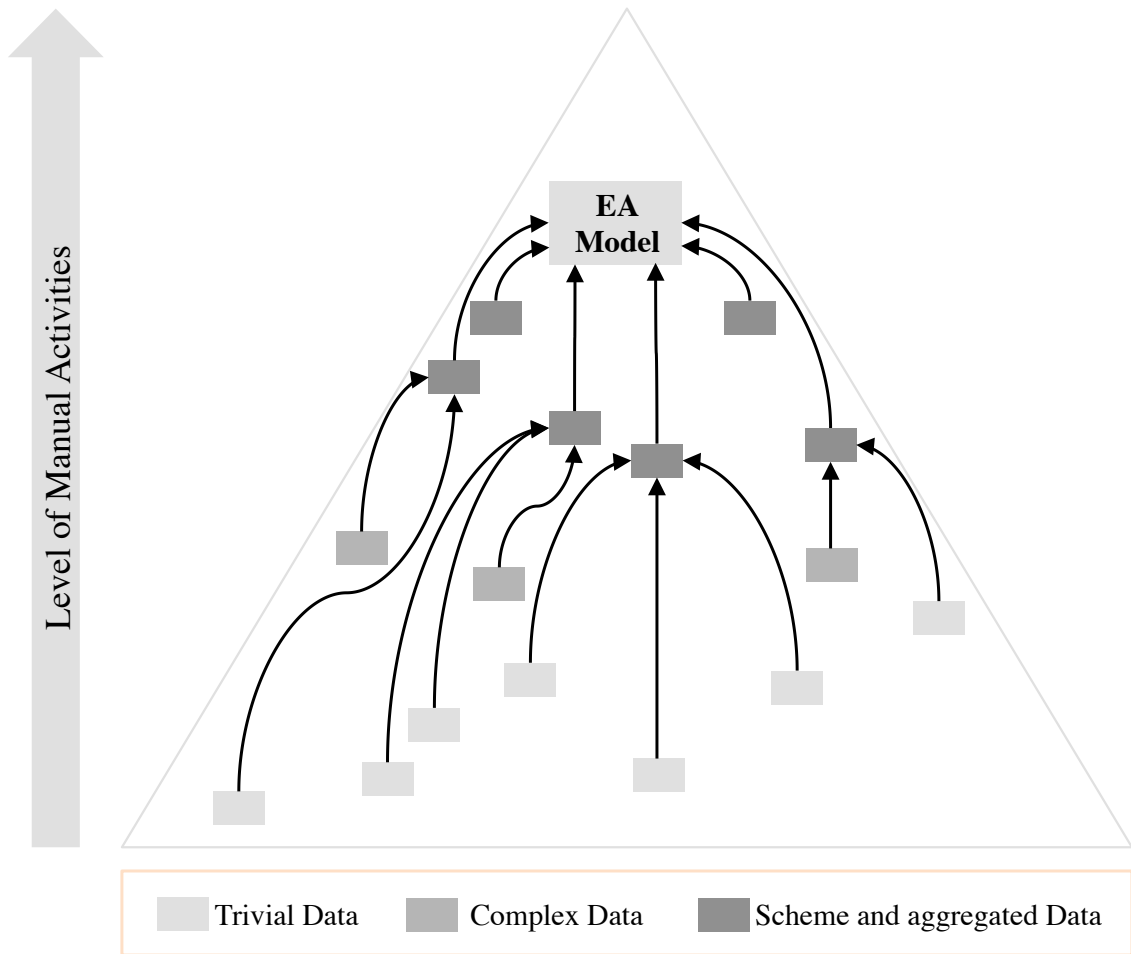 EA
Model
Level of Manual Activities
Trivial Data
Complex Data
Scheme and aggregated Data